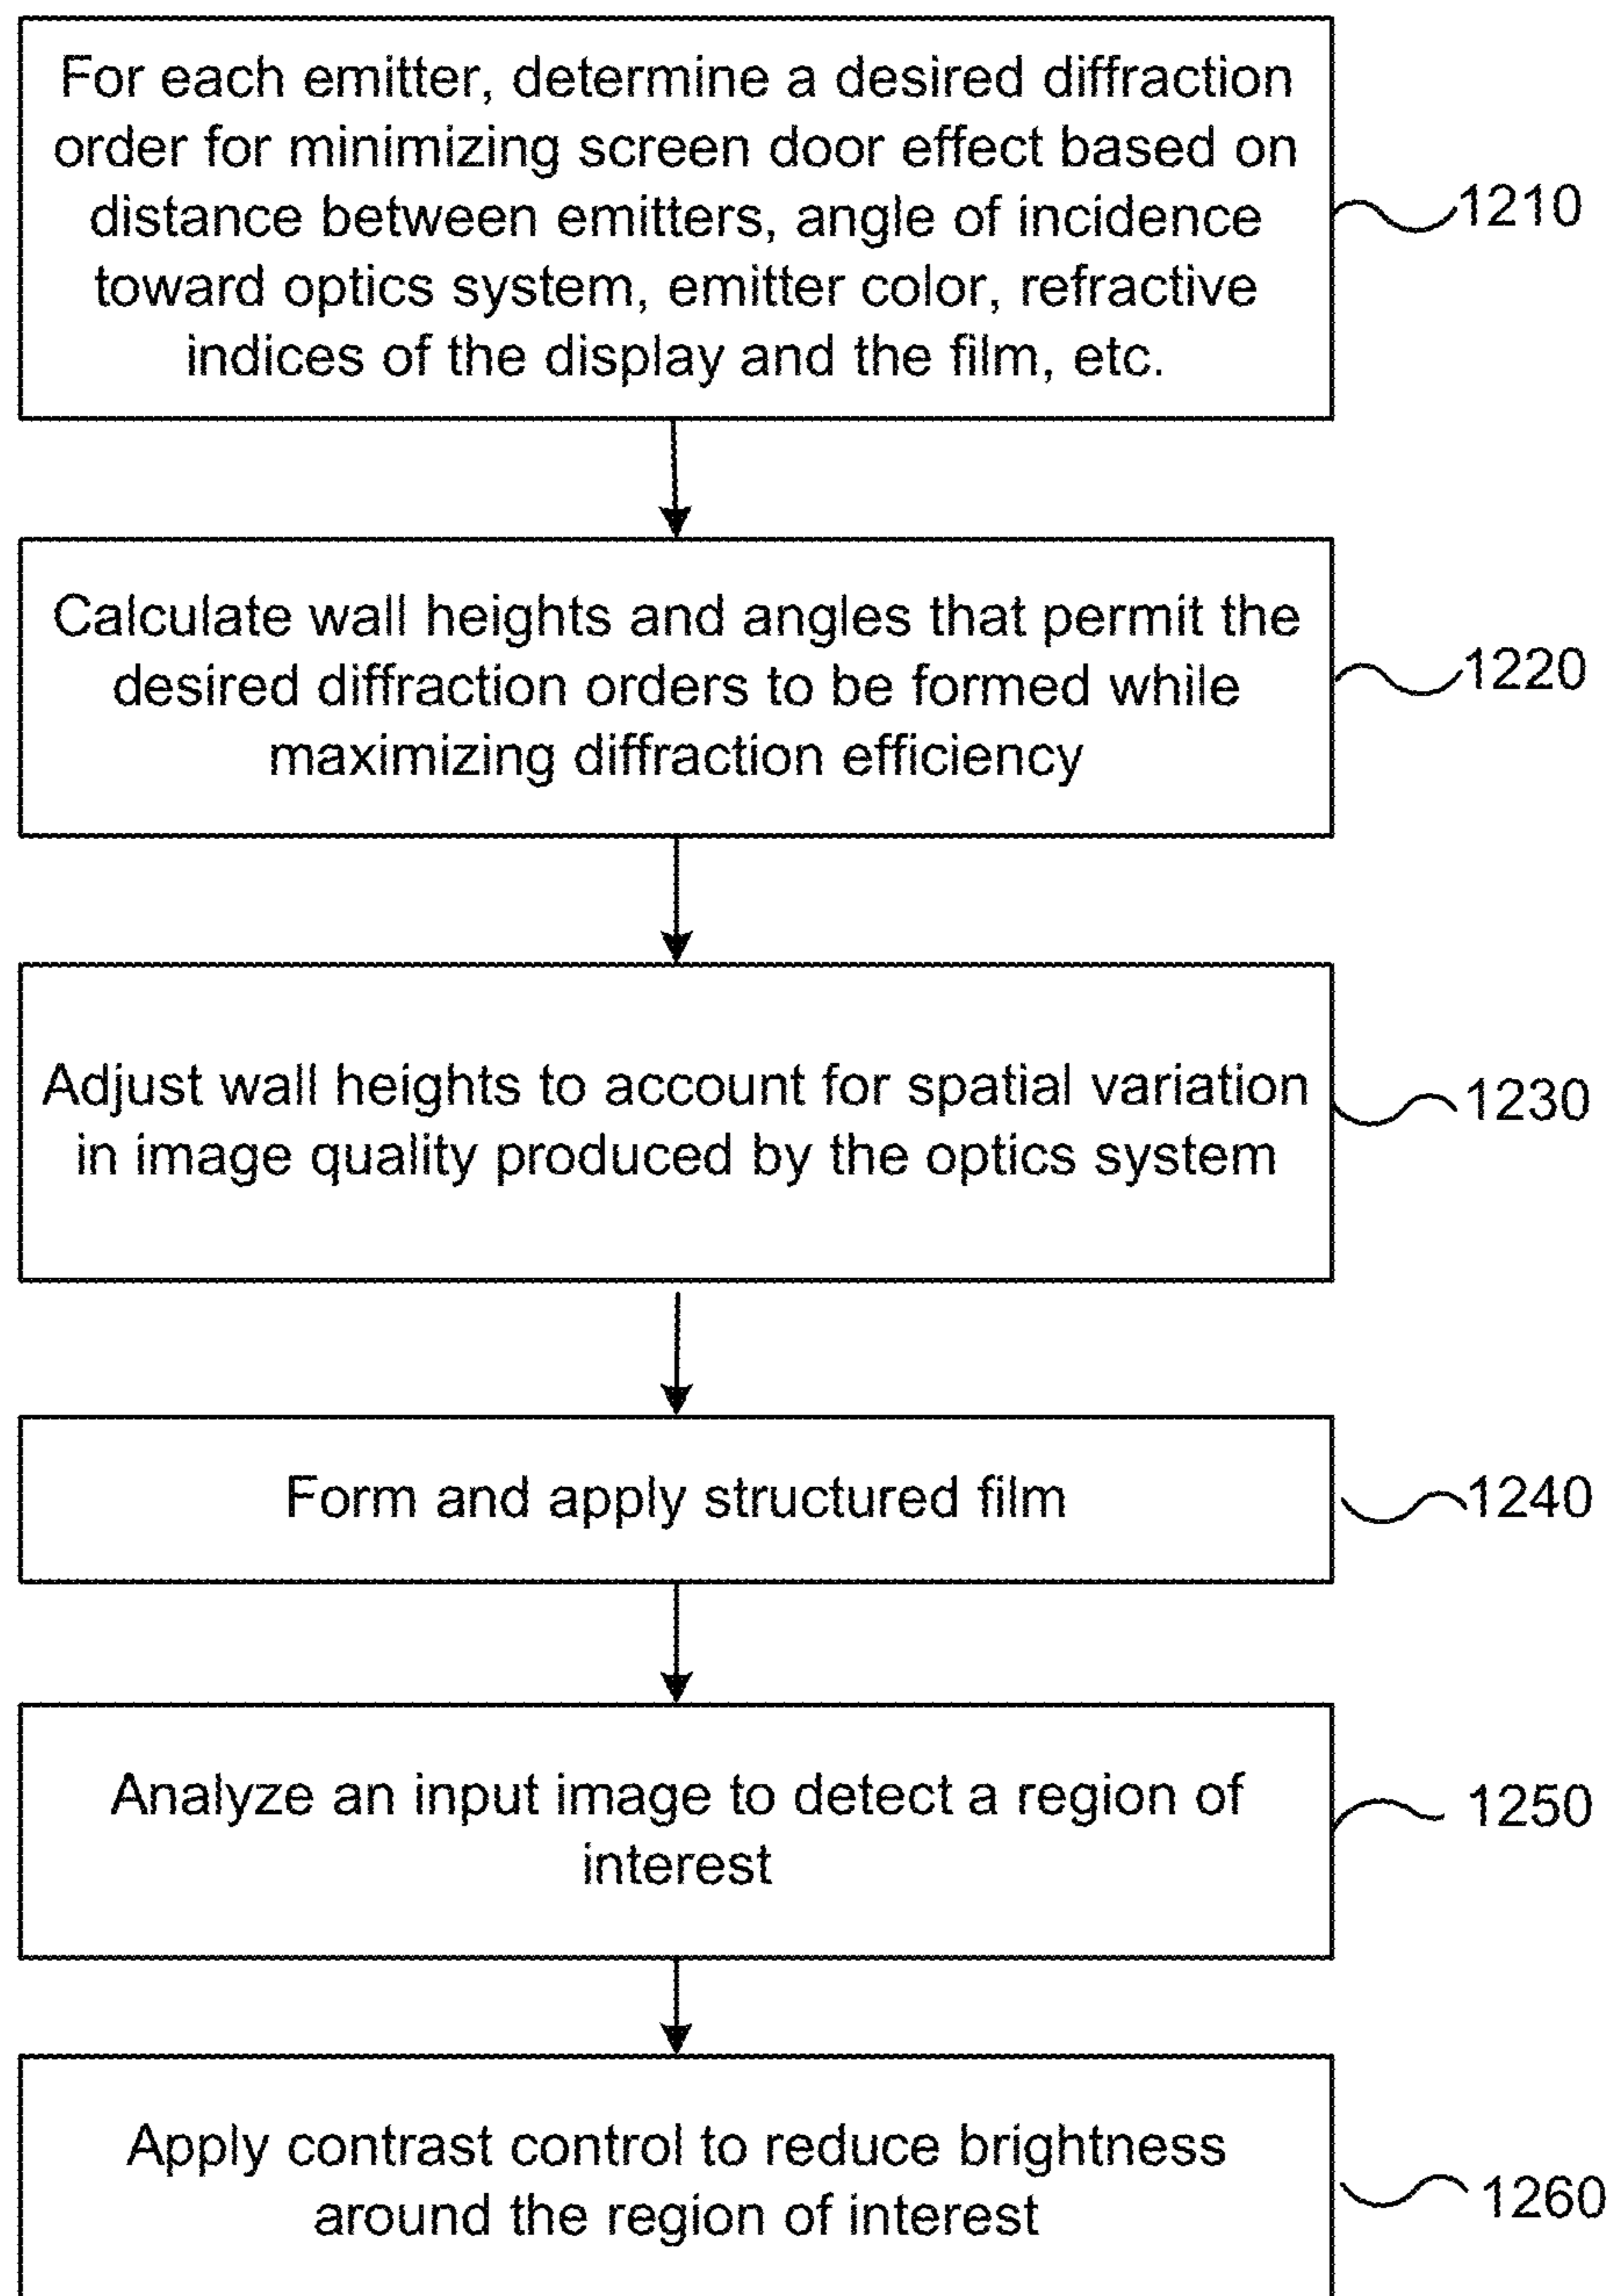 For each emitter, determine a desired diffraction
order for minimizing screen door effect based on
distance between emitters, angle of incidence
toward optics system, emitter color, refractive
indices of the display and the film, etc.
1210
Calculate wall heights and angles that permit the
desired diffraction orders to be formed while
maximizing diffraction efficiency
1220
Adjust wall heights to account for spatial variation
in image quality produced by the optics system
1230
Form and apply structured film
1240
Analyze an input image to detect a region of
interest
1250
Apply contrast control to reduce brightness
around the region of interest
1260